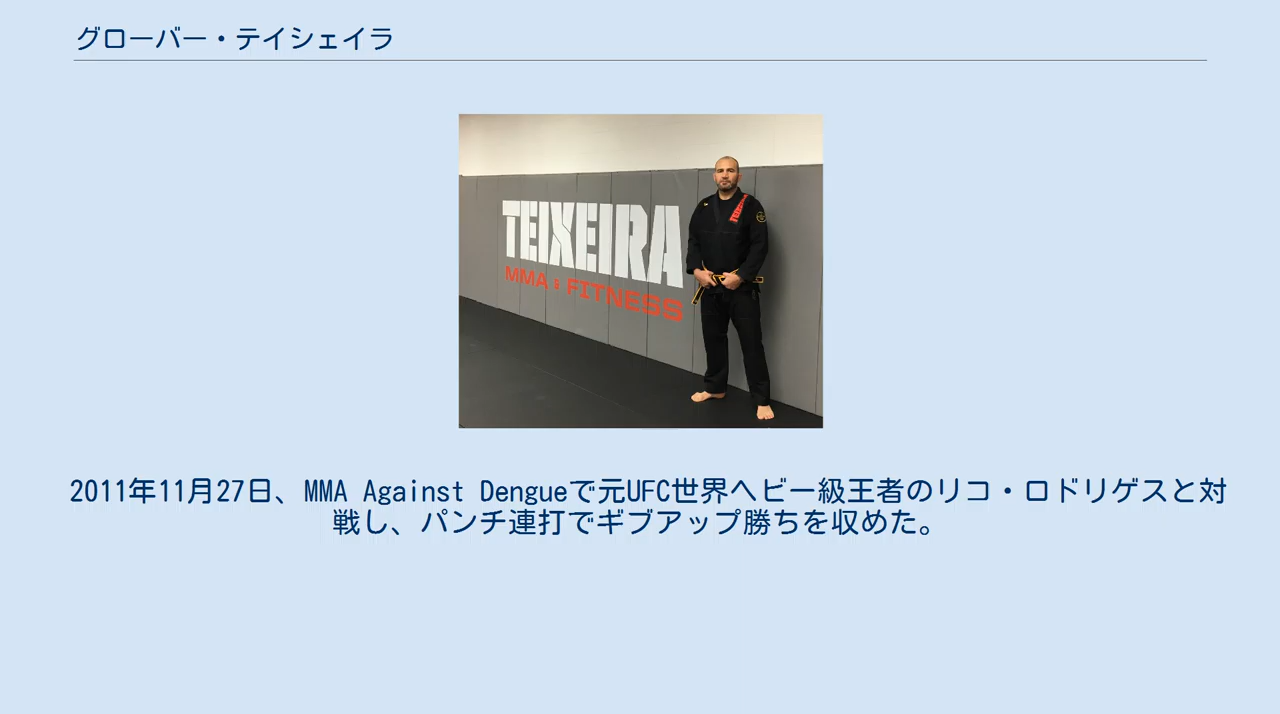 グローバー・テイシェイラ
TEIXEIRA
MMA & FITNESS
2011年11月27日、MMA Against Dengueで元UFC世界ヘビー級王者のリコ・ロドリゲスと対
戦し、パンチ連打でギブアップ勝ちを収めた。